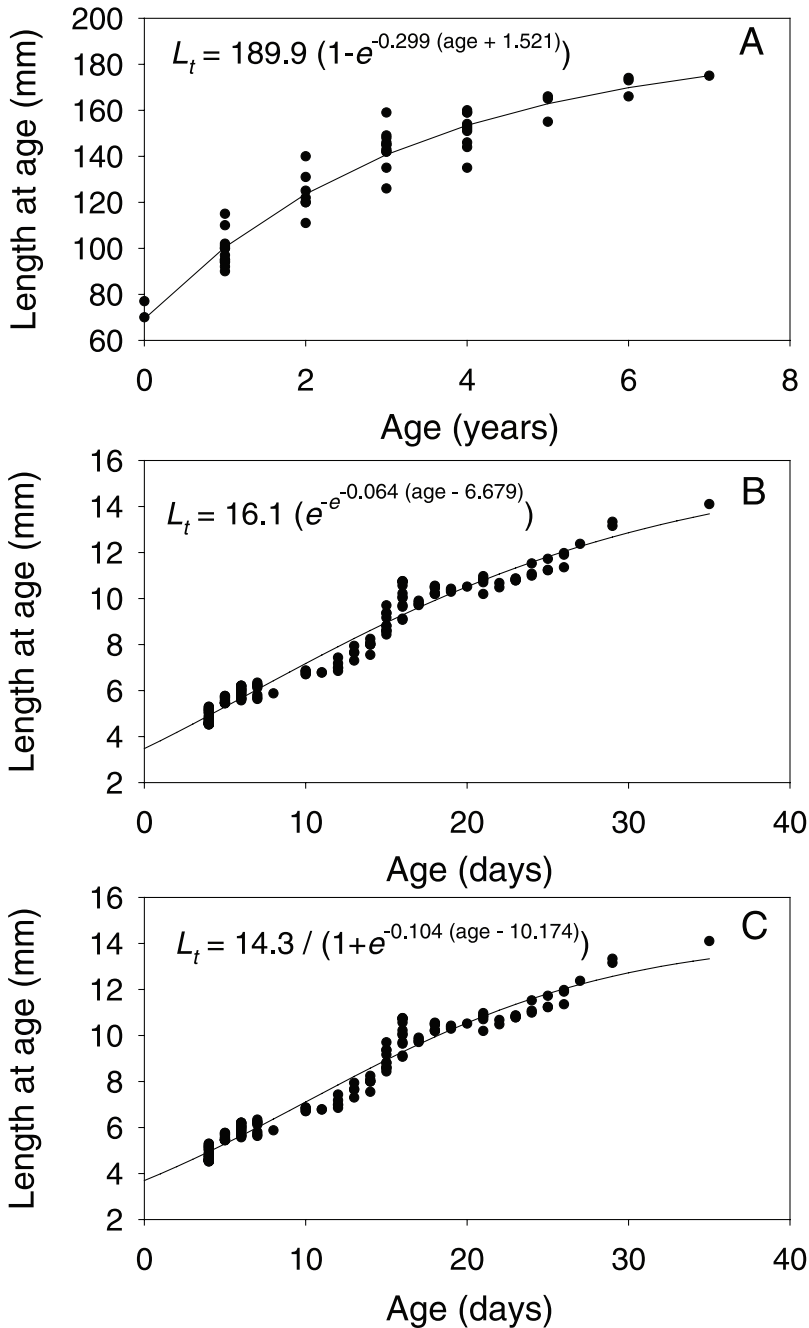 200
180
160
140
120
100
80
60
Length at age (mm)
L_t = 189.9 (1-e^-0.299 (age + 1.521))
A
0 2 4 6 8
Age (years)
16
14
12
10
8
6
4
2
Length at age (mm)
L_t = 16.1 (e^-e^-0.064 (age - 6.679))
B
0 10 20 30 40
Age (days)
16
14
12
10
8
6
4
2
Length at age (mm)
L_t = 14.3 / (1+e^-0.104 (age - 10.174))
C
0 10 20 30 40
Age (days)